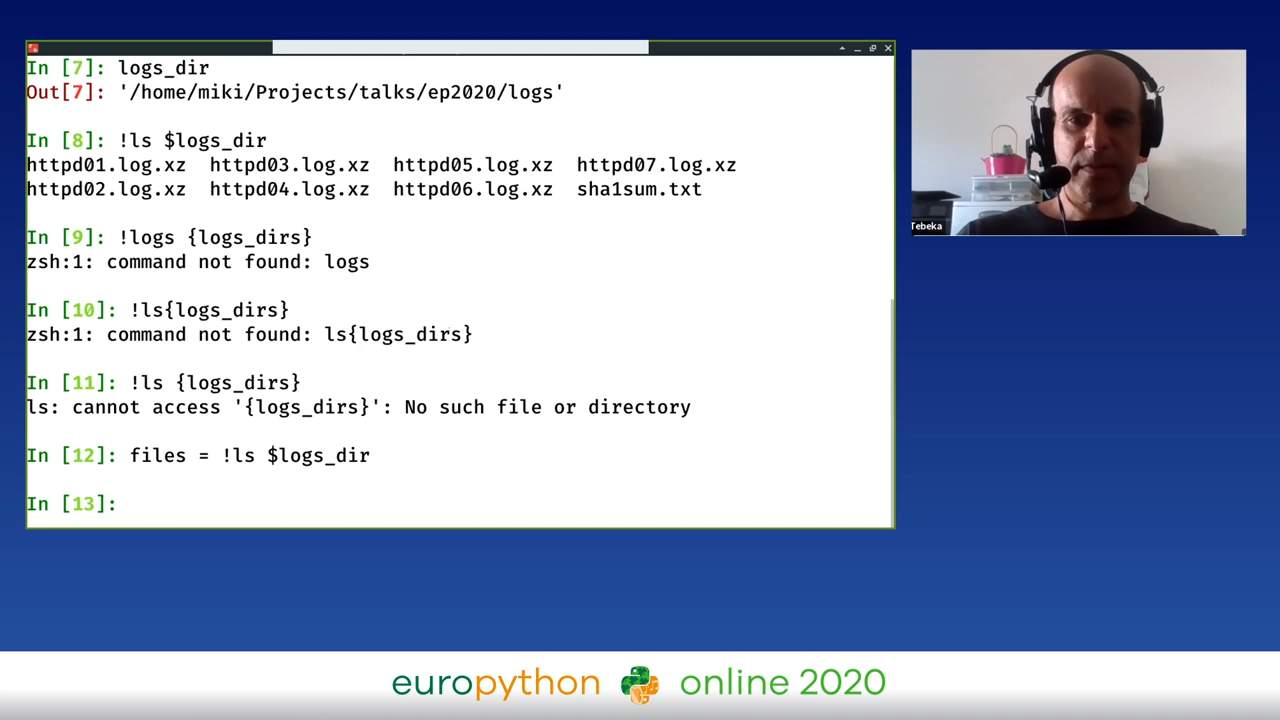 In [7]: logs_dir
Out[7]: '/home/miki/Projects/talks/ep2020/logs'
In [8]: !ls $logs_dir
httpd01.log.xz httpd03.log.xz httpd05.log.xz httpd07.log.xz
httpd02.log.xz httpd04.log.xz httpd06.log.xz sha1sum.txt
In [9]: !logs {logs_dirs}
zsh:1: command not found: logs
In [10]: !ls{logs_dirs}
zsh:1: command not found: ls{logs_dirs}
In [11]: !ls {logs_dirs}
ls: cannot access '{logs_dirs}': No such file or directory
In [12]: files = !ls $logs_dir
In [13]:
Tebeka
europython online 2020